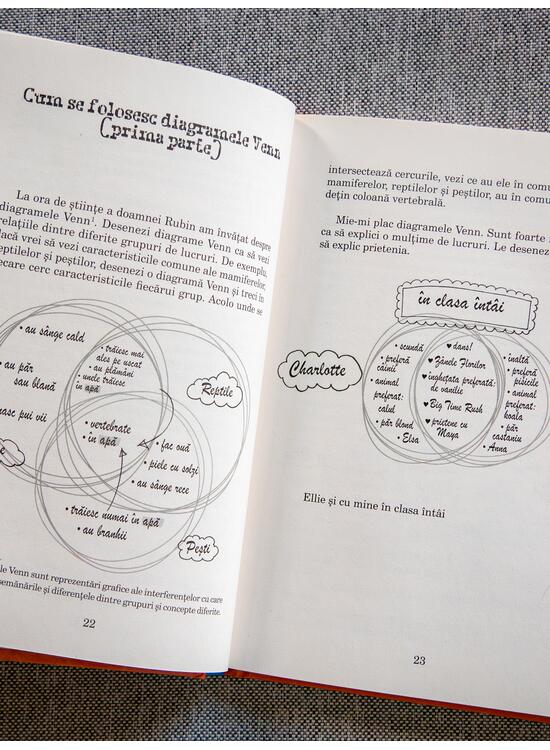 Cum se folosesc diagramele Venn
(prima parte)
La ora de științe a doamnei Rubin am învățat despre
diagramele Venn¹. Desenezi diagrame Venn ca să vezi
relațiile dintre diferite grupuri de lucruri. De exemplu,
dacă vrei să vezi caracteristicile comune ale mamiferelor,
reptilelor și peștilor, desenezi o diagramă Venn și treci în
fiecare cerc caracteristicile fiecărui grup. Acolo unde se
• au sânge cald
au păr
sau blană
nasc pui vii
• trăiesc mai
ales pe uscat
• au plămâni
• unele trăiesc
în apă
Reptile
• vertebrate
• în apă
• fac ouă
• piele cu solzi
• au sânge rece
• trăiesc numai în apă
• au branhii
Pești
le Venn sunt reprezentări grafice ale interferențelor cu care
semănările și diferențele dintre grupuri și concepte diferite.
22
intersectează cercurile, vezi ce au ele în com
mamiferelor, reptilelor și peștilor, au în comun
dețin coloană vertebrală.
Mie-mi plac diagramele Venn. Sunt foarte
ca să explici o mulțime de lucruri. Le desenez
să explic prietenia.
în clasa întâi
Charlotte
• scundă
• preferă
câinii
• animal
preferat:
calul
• păr blond
• Elsa
♥ dans!
♥ Zânele Florilor
♥ înghețata preferată:
de vanilie
♥ Big Time Rush
♥ prietene cu
Maya
• înaltă
• preferă
pisicile
• animal
preferat:
koala
• păr
castaniu
• Anna
Ellie și cu mine în clasa întâi
23